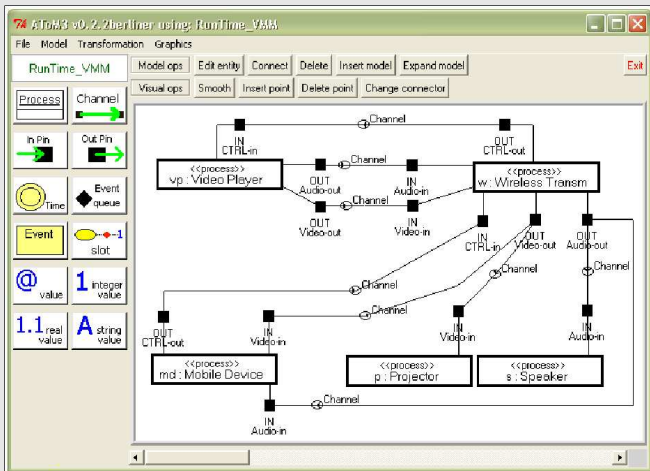 AToM3 v0.2.2berliner using: RunTime_VMM
File Model Transformation Graphics
RunTime_VMM
Model ops Edit entity Connect Delete Insert model Expand model Exit
Visual ops Smooth Insert point Delete point Change connector
Process
Channel
In Pin
Out Pin
Time
Event
queue
Event
slot
@ value
1 integer
value
1.1 real
value
A string
value
Channel
IN
CTRL-in
OUT
CTRL-out
<<process>>
vp : Video Player
Channel
OUT
Audio-out
IN
Audio-in
<<process>>
w : Wireless Transm
Channel
OUT
Video-out
IN
Video-in
IN
CTRL-in
OUT
Video-out
OUT
Audio-out
Channel
Channel
Channel
Channel
OUT
CTRL-out
IN
Video-in
IN
Video-in
IN
Audio-in
<<process>>
md : Mobile Device
<<process>>
p : Projector
<<process>>
s : Speaker
Channel
IN
Audio-in